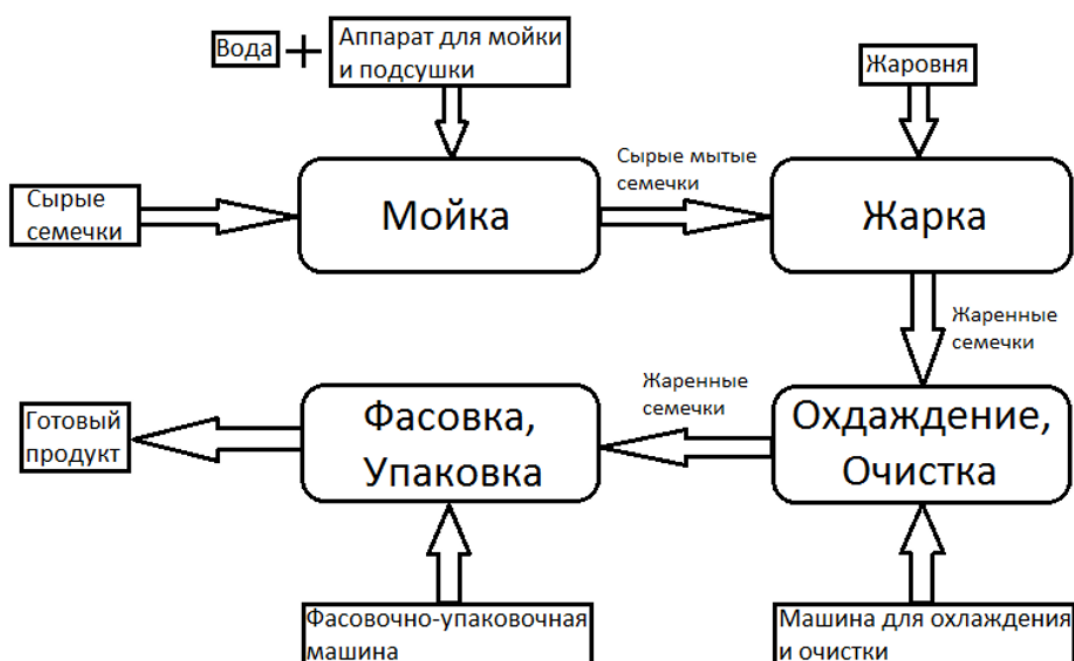 Вода
Аппарат для мойки
и подсушки
Жаровня
Сырые
семечки
Мойка
Сырые мытые
семечки
Жарка
Жаренные
семечки
Готовый
продукт
Фасовка,
Упаковка
Жаренные
семечки
Охдаждение,
Очистка
Фасовочно-упаковочная
машина
Машина для охлаждения
и очистки